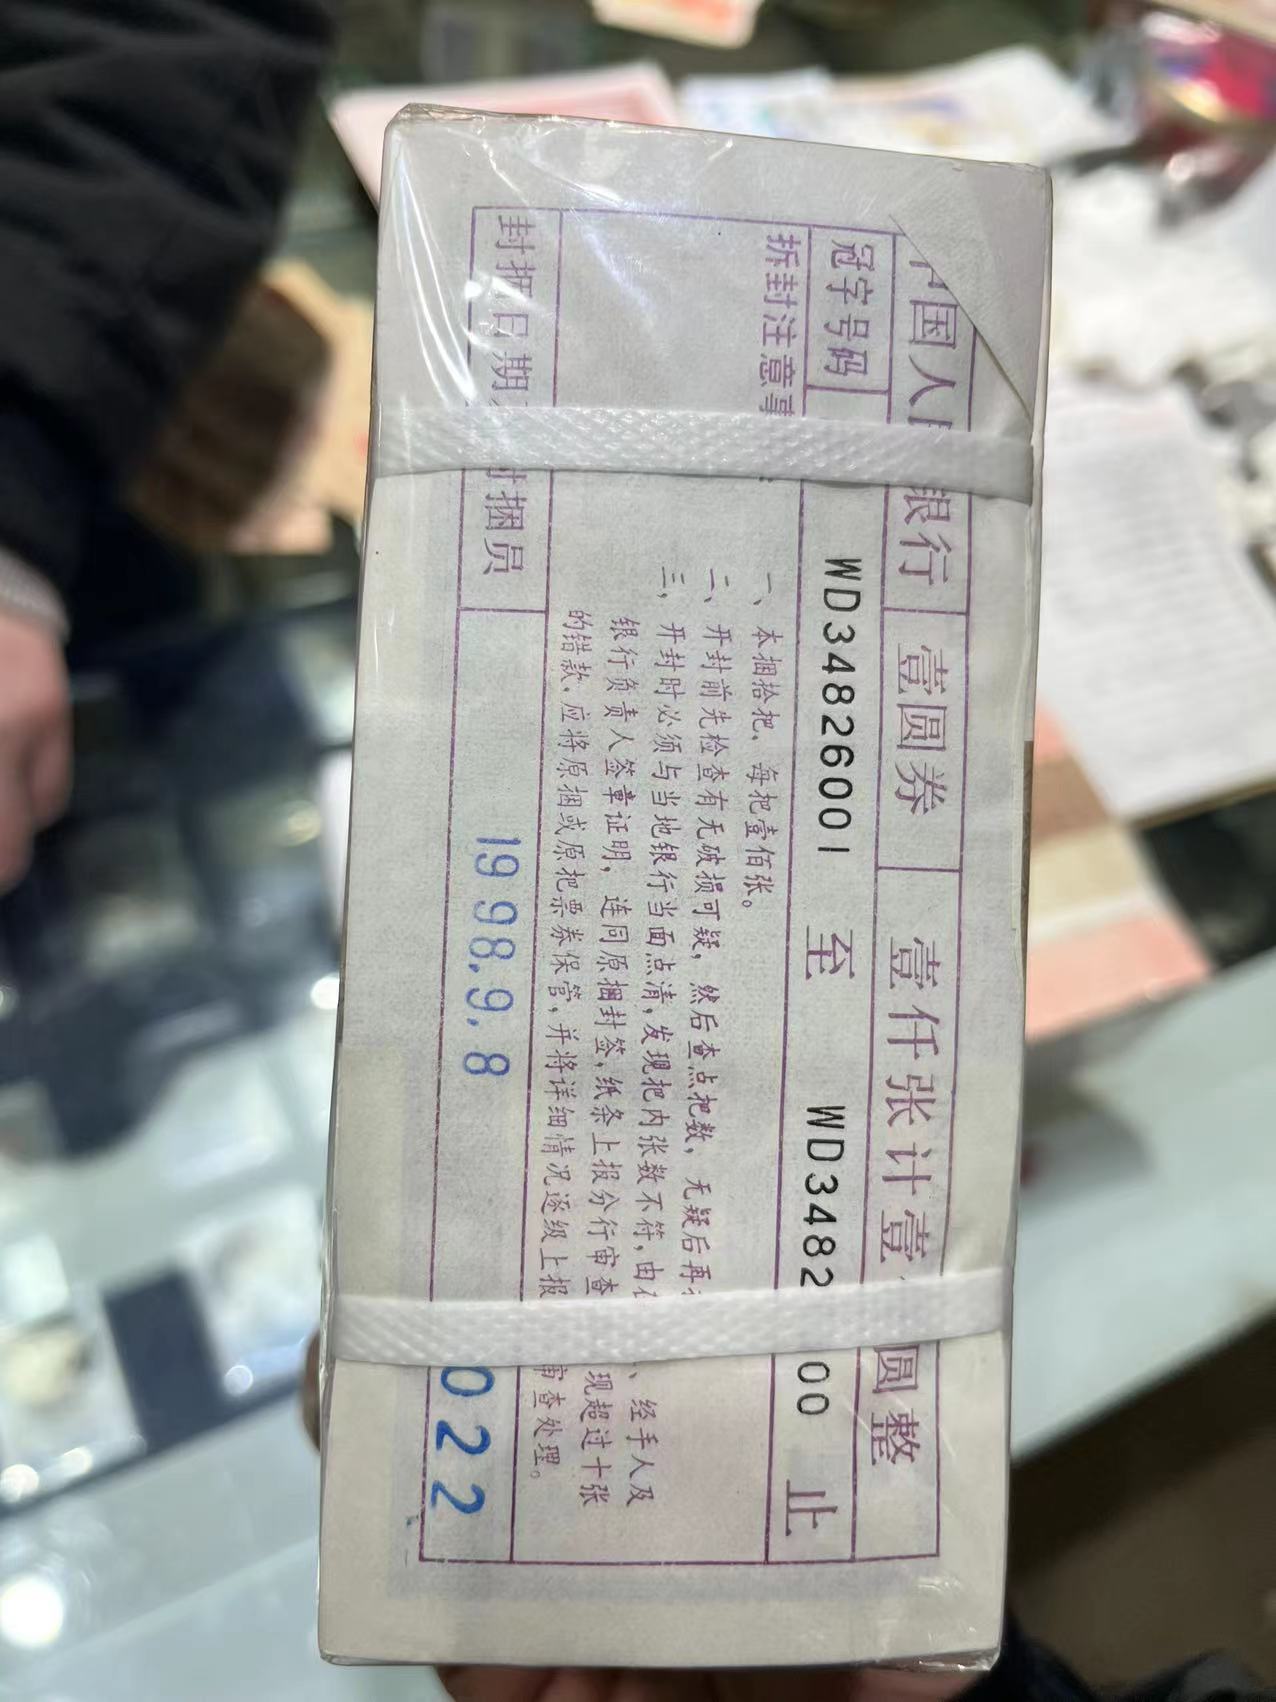 中国人民银行 壹圆券 壹仟张计壹 圆整
冠字号码 WD3482601 至 WD3482 00 止
拆封注意事
一、本捆拾把、每把壹佰张。
二、开封前先检查有无破损可疑，然后查点把数，无疑后再
三、开封时必须与当地银行当面点清，发现把内张数不符，由 、经手人及
银行负责人签章证明，连同原捆封签，纸条上报分行审查 现超过十张
的错款，应将原捆或原把票券保管，并将详细情况逐级上报 审查处理。
封捆日期 封捆员 1998.9.8 022